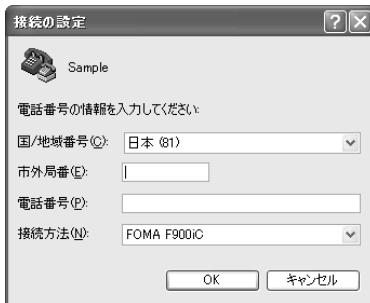 接続の設定
Sample
電話番号の情報を入力してください:
国/地域番号(C): 日本 (81)
市外局番(E):
電話番号(P):
接続方法(N): FOMA F900iC
OK キャンセル